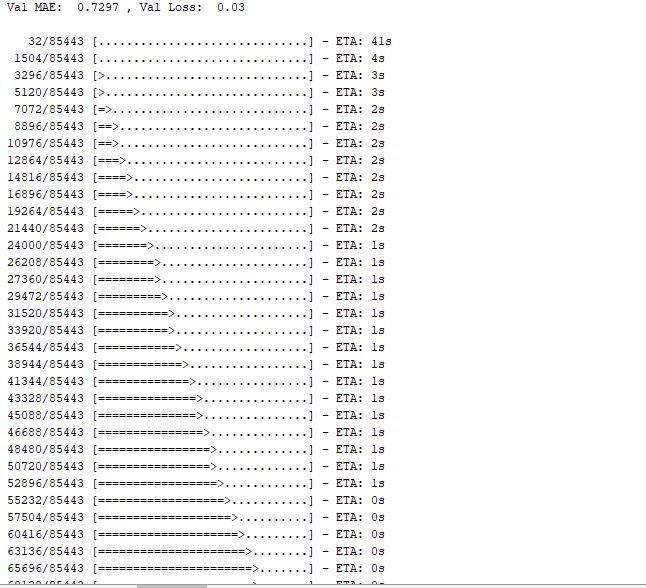 Val MAE:  0.7297 , Val Loss:  0.03
32/85443 [..............................] - ETA: 41s
1504/85443 [..............................] - ETA: 4s
3296/85443 [>.............................] - ETA: 3s
5120/85443 [>.............................] - ETA: 3s
7072/85443 [=>............................] - ETA: 2s
8896/85443 [==>...........................] - ETA: 2s
10976/85443 [==>...........................] - ETA: 2s
12864/85443 [===>..........................] - ETA: 2s
14816/85443 [====>.........................] - ETA: 2s
16896/85443 [====>.........................] - ETA: 2s
19264/85443 [=====>........................] - ETA: 2s
21440/85443 [======>.......................] - ETA: 2s
24000/85443 [=======>......................] - ETA: 1s
26208/85443 [========>.....................] - ETA: 1s
27360/85443 [========>.....................] - ETA: 1s
29472/85443 [=========>....................] - ETA: 1s
31520/85443 [==========>...................] - ETA: 1s
33920/85443 [==========>...................] - ETA: 1s
36544/85443 [===========>..................] - ETA: 1s
38944/85443 [============>.................] - ETA: 1s
41344/85443 [=============>................] - ETA: 1s
43328/85443 [==============>...............] - ETA: 1s
45088/85443 [==============>...............] - ETA: 1s
46688/85443 [===============>..............] - ETA: 1s
48480/85443 [================>.............] - ETA: 1s
50720/85443 [================>.............] - ETA: 1s
52896/85443 [=================>............] - ETA: 1s
55232/85443 [==================>...........] - ETA: 0s
57504/85443 [===================>..........] - ETA: 0s
60416/85443 [====================>.........] - ETA: 0s
63136/85443 [=====================>........] - ETA: 0s
65696/85443 [======================>.......] - ETA: 0s